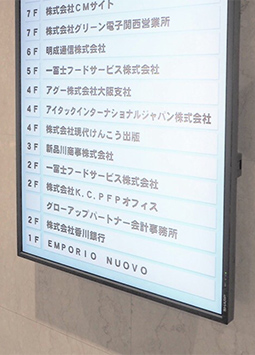 7F 株式会社CMサイト
7F 株式会社グリーン電子関西営業所
6F 明成通信株式会社
5F 一富士フードサービス株式会社
4F アグー株式会社大阪支社
4F アイタックインターナショナルジャパン株式会社
4F 株式会社現代けんこう出版
3F 新品川商事株式会社
2F 一富士フードサービス株式会社
2F 株式会社K.C.PFPオフィス
グローアップパートナー会計事務所
2F 株式会社香川銀行
1F EMPORIO NUOVO